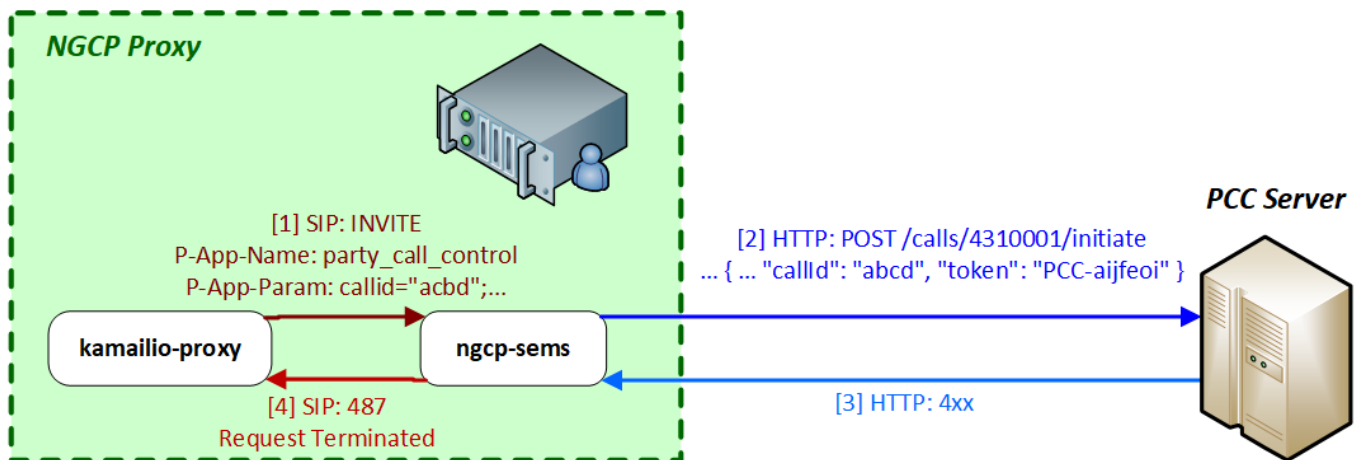 NGCP Proxy
[1] SIP: INVITE
P-App-Name: party_call_control
P-App-Param: callid="acbd";...
kamailio-proxy
ngcp-sems
[4] SIP: 487
Request Terminated
PCC Server
[2] HTTP: POST /calls/4310001/initiate
... { ... "callId": "abcd", "token": "PCC-aijfeoi" }
[3] HTTP: 4xx